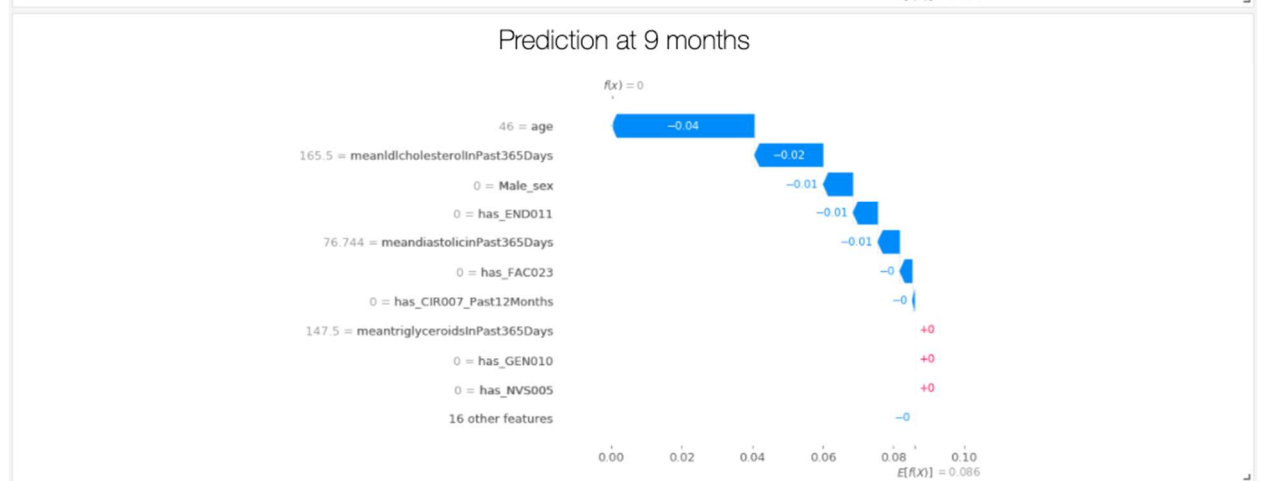 Prediction at 9 months
f(x) = 0
46 = age −0.04
165.5 = meanldlcholesterolInPast365Days −0.02
0 = Male_sex −0.01
0 = has_END011 −0.01
76.744 = meandiastolicinPast365Days −0.01
0 = has_FAC023 −0
0 = has_CIR007_Past12Months −0
147.5 = meantriglyceroidsInPast365Days +0
0 = has_GEN010 +0
0 = has_NVS005 +0
16 other features −0
0.00 0.02 0.04 0.06 0.08 0.10
E[f(X)] = 0.086